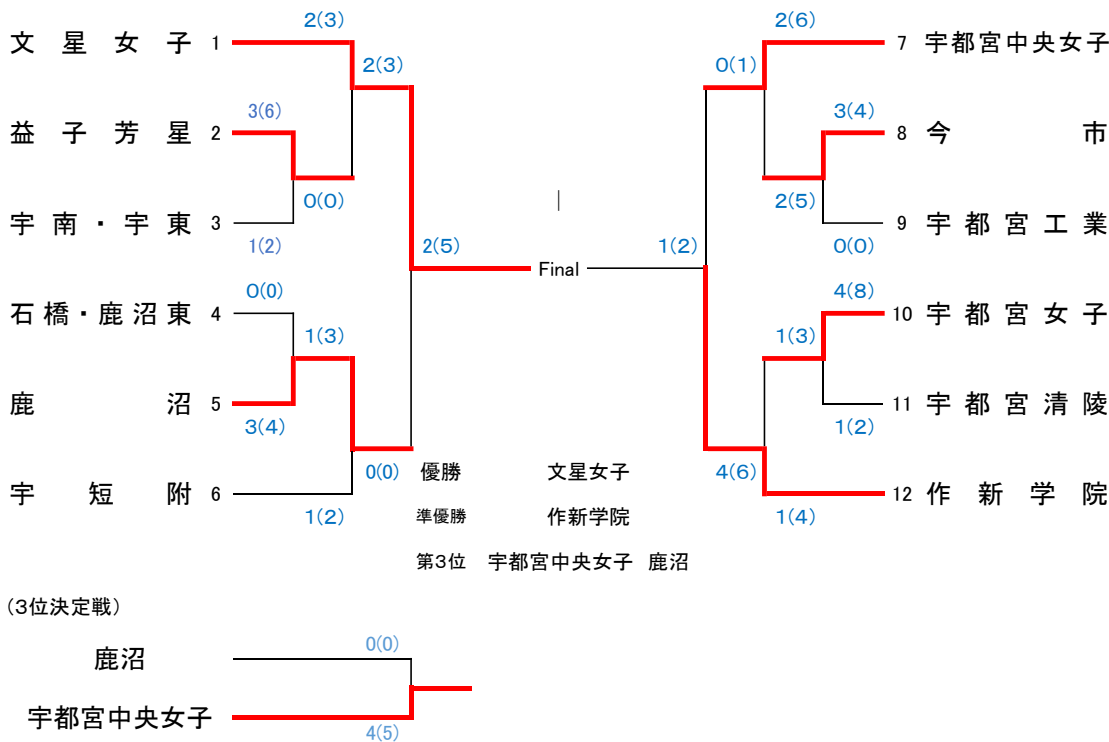 2(3) 2(6)
文星女子 1 7 宇都宮中央女子
2(3) 0(1)
3(6) 3(4)
益子芳星 2 8 今市
0(0) 2(5)
宇南・宇東 3 | 9 宇都宮工業
1(2) 2(5) 1(2) 0(0)
Final
0(0) 4(8)
石橋・鹿沼東 4 10 宇都宮女子
1(3) 1(3)
鹿沼 5 11 宇都宮清陵
3(4) 1(2)
0(0) 優勝 文星女子 4(6)
宇短附 6 12 作新学院
1(2) 準優勝 作新学院 1(4)
第3位 宇都宮中央女子 鹿沼
(3位決定戦)
0(0)
鹿沼
宇都宮中央女子
4(5)